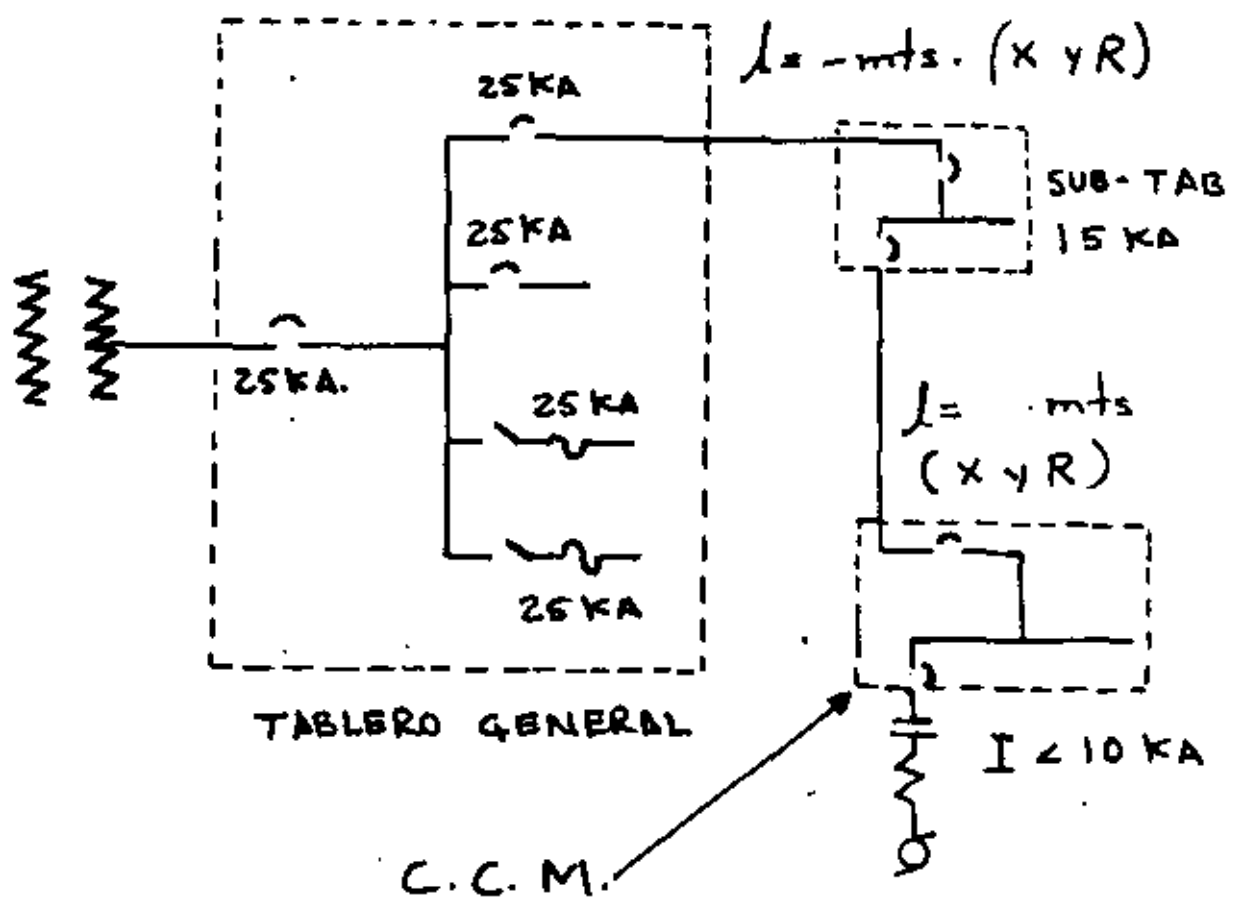 l= -mts. (X y R)
25 KA
SUB-TAB
15 KA
25 KA
25 KA.
25 KA
l= .mts
(X y R)
25 KA
TABLERO GENERAL
I < 10 KA
C.C.M.